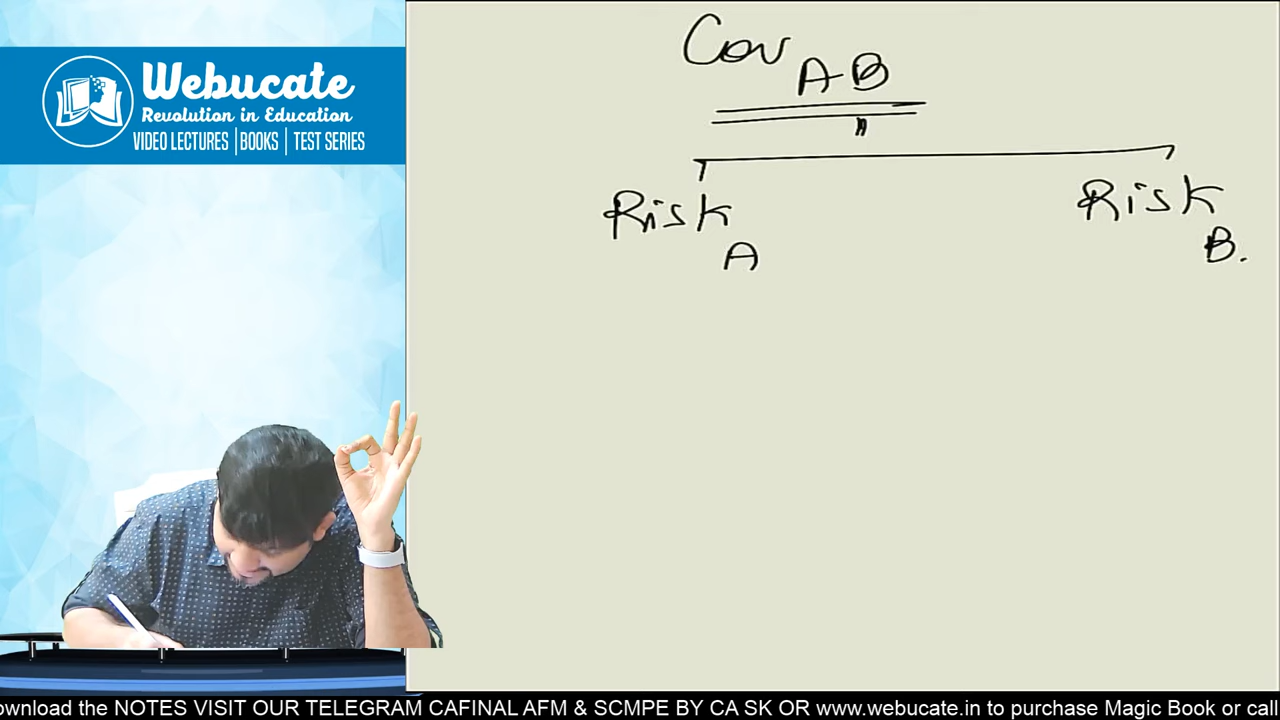 Webucate
Revolution in Education
VIDEO LECTURES | BOOKS | TEST SERIES
Cov AB
Risk A
Risk B.
ownload the NOTES VISIT OUR TELEGRAM CAFINAL AFM & SCMPE BY CA SK OR www.webucate.in to purchase Magic Book or call